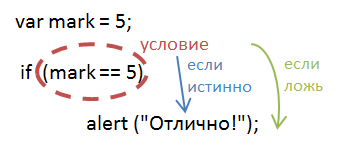 var mark = 5;
условие
if (mark == 5)
если
истинно
если
ложь
alert ("Отлично!");